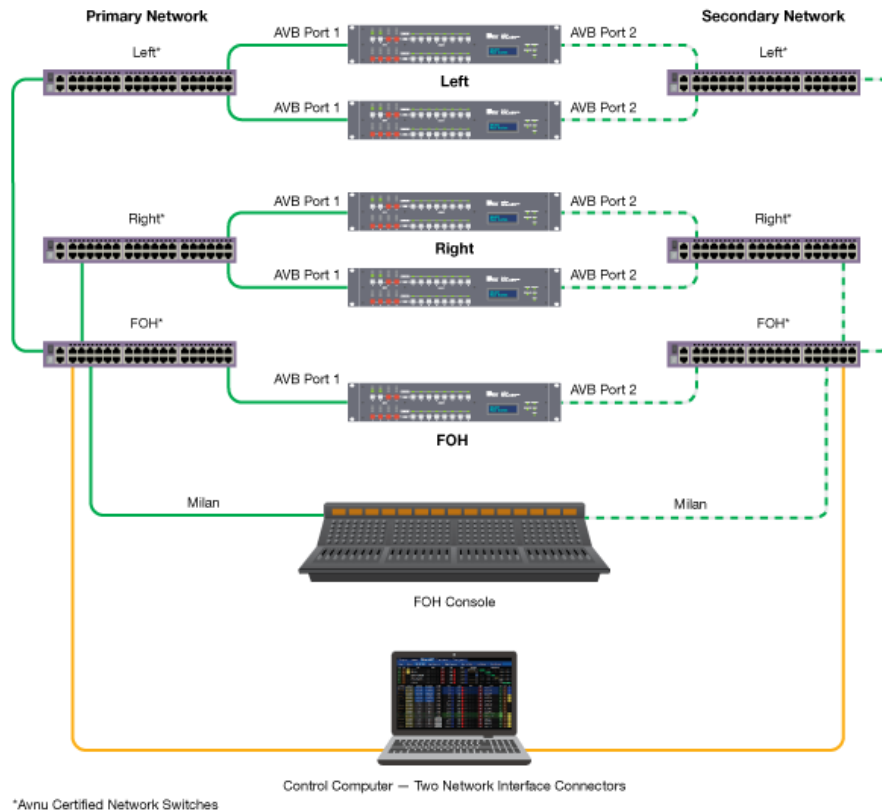 Primary Network
Secondary Network
Left*
AVB Port 1
AVB Port 2
Left*
Left
AVB Port 1
AVB Port 2
Right*
AVB Port 1
AVB Port 2
Right*
Right
AVB Port 1
AVB Port 2
FOH*
FOH*
AVB Port 1
AVB Port 2
FOH
Milan
Milan
FOH Console
Control Computer — Two Network Interface Connectors
*Avnu Certified Network Switches